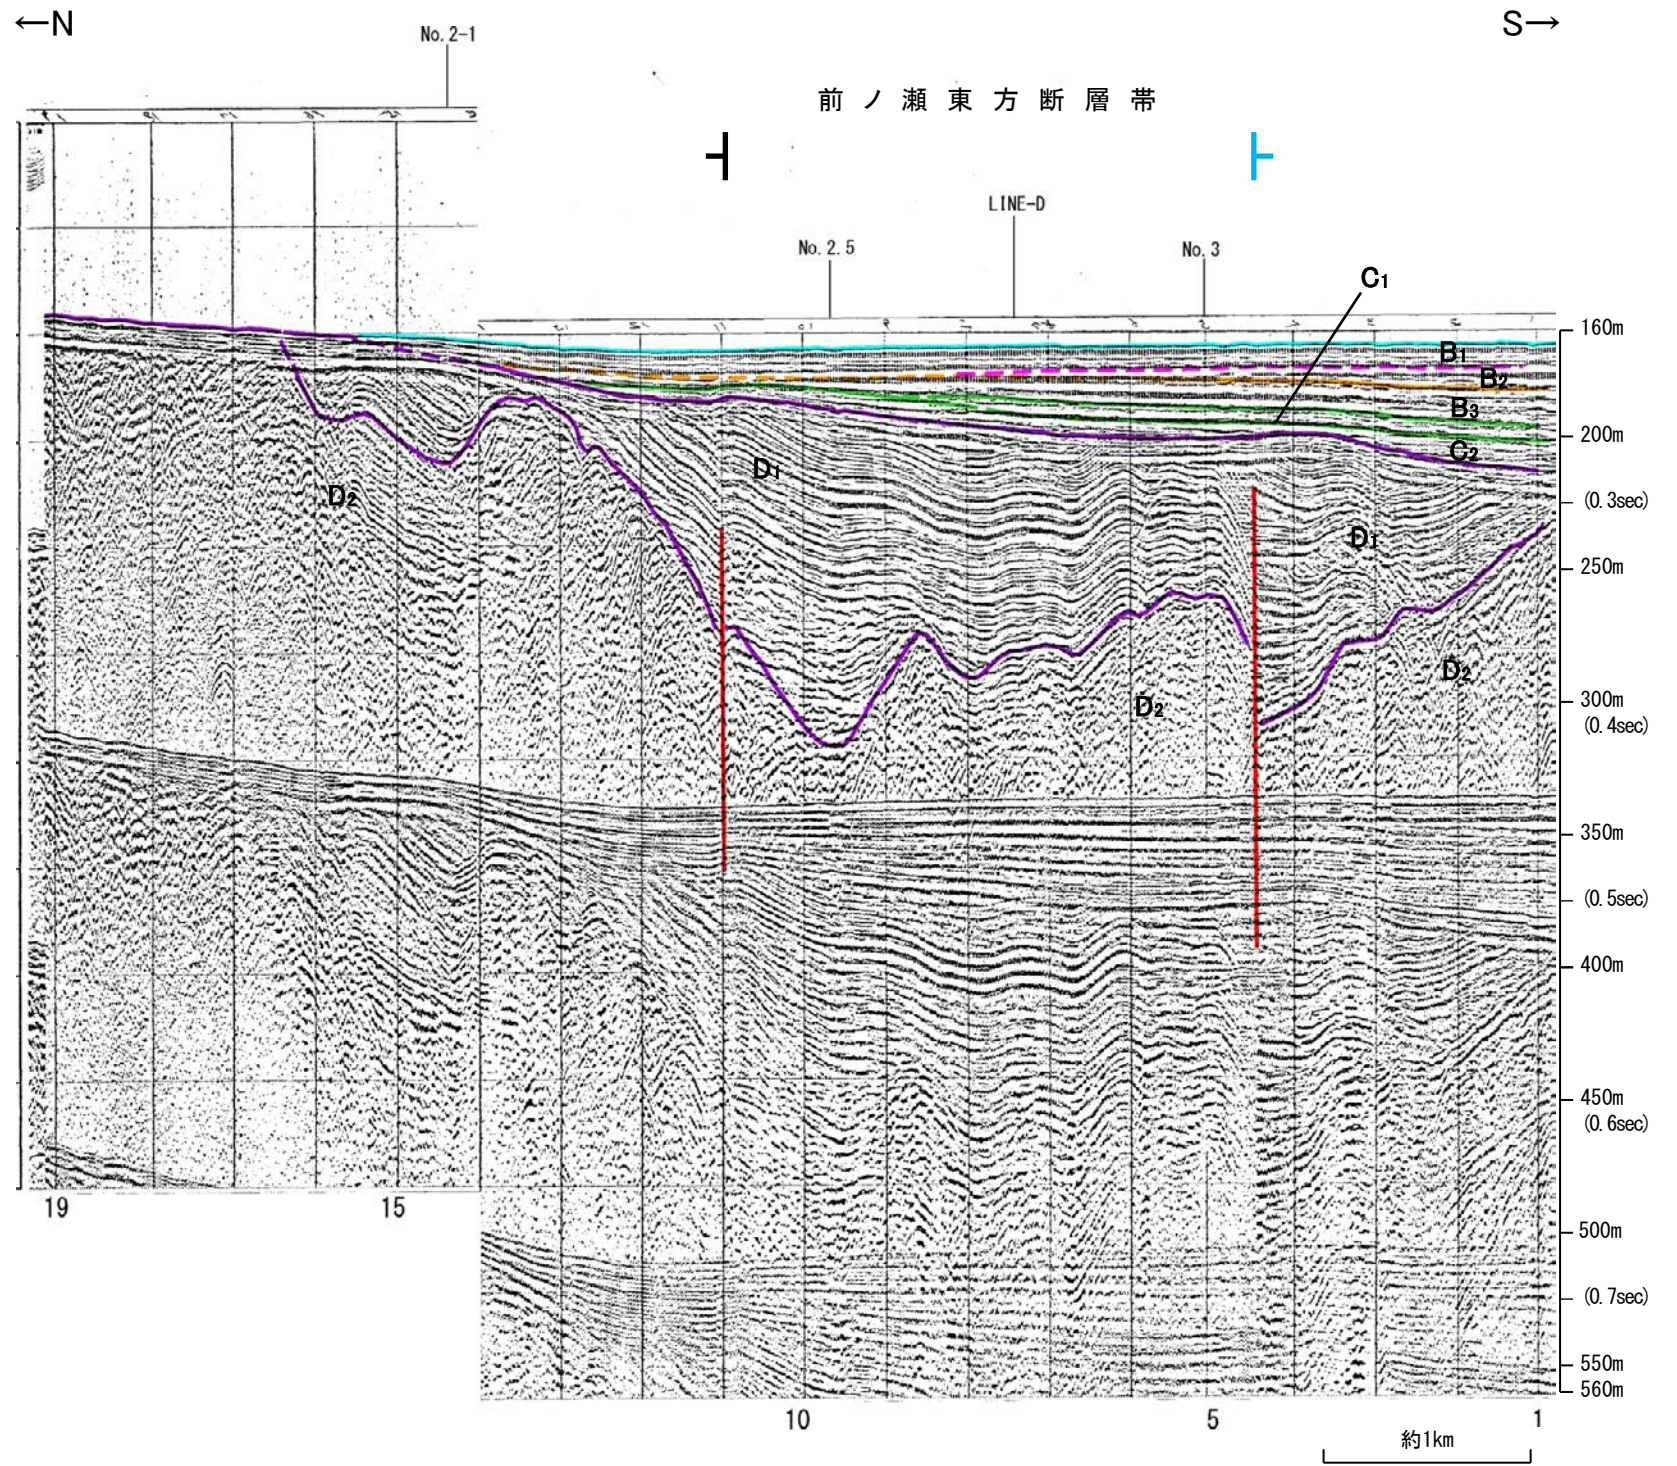 ←N
S→
No.2-1
前ノ瀬東方断層帯
LINE-D
No.2.5
No.3
C1
160m
B1
B2
B3
200m
C2
D1
D2
(0.3sec)
D1
250m
D2
D2
300m
(0.4sec)
350m
(0.5sec)
400m
450m
(0.6sec)
19
15
500m
(0.7sec)
550m
560m
10
5
1
約1km